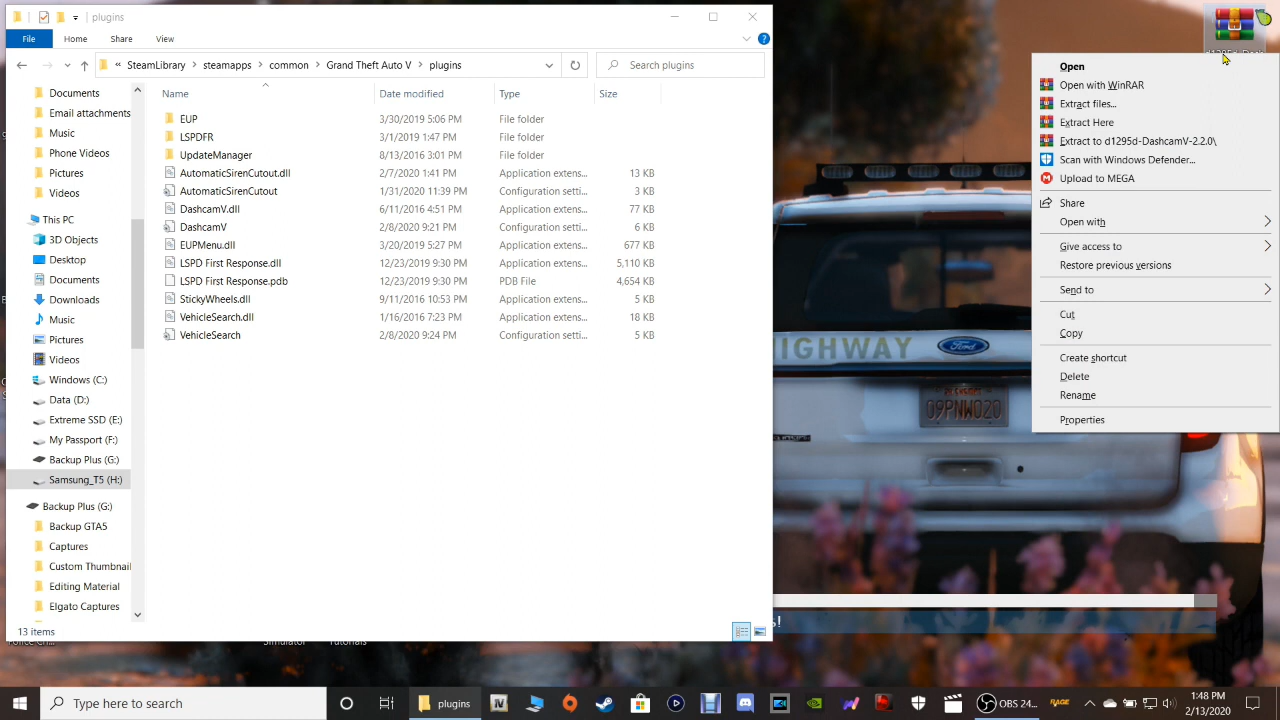 plugins
File
Home
Share
View
« SteamLibrary > steamapps > common > Grand Theft Auto V > plugins
Search plugins
Documents
Email attachments
Music
Phone Videos
Pictures
Videos
This PC
3D Objects
Desktop
Documents
Downloads
Music
Pictures
Videos
Windows (C:)
Data (D:)
Extreme SSD (E:)
My Passport (F:)
Backup Plus (G:)
Samsung_T5 (H:)
Backup Plus (G:)
Backup GTA5
Captures
Custom Thumbnai
Editing Material
Elgato Captures
Name Date modified Type Size
EUP 3/30/2019 5:06 PM File folder
LSPDFR 3/1/2019 1:47 PM File folder
UpdateManager 8/13/2016 3:01 PM File folder
AutomaticSirenCutout.dll 2/7/2020 1:41 PM Application extens... 13 KB
AutomaticSirenCutout 1/31/2020 11:39 PM Configuration setti... 3 KB
DashcamV.dll 6/11/2016 4:51 PM Application extens... 77 KB
DashcamV 2/8/2020 9:21 PM Configuration setti... 6 KB
EUPMenu.dll 3/20/2019 5:27 PM Application extens... 677 KB
LSPD First Response.dll 12/23/2019 9:30 PM Application extens... 5,110 KB
LSPD First Response.pdb 12/23/2019 9:30 PM PDB File 4,654 KB
StickyWheels.dll 9/11/2016 10:53 PM Application extens... 5 KB
VehicleSearch.dll 1/16/2016 7:23 PM Application extens... 18 KB
VehicleSearch 2/8/2020 9:24 PM Configuration setti... 5 KB
13 items
Open
Open with WinRAR
Extract files...
Extract Here
Extract to d1295d-DashcamV-2.2.0\
Scan with Windows Defender...
Upload to MEGA
Share
Open with
Give access to
Restore previous versions
Send to
Cut
Copy
Create shortcut
Delete
Rename
Properties
HIGHWAY
Ford
09PNW020
s!
Simulator
Tutorials
Type here to search
plugins
OBS 24...
RAGE
1:48 PM
2/13/2020